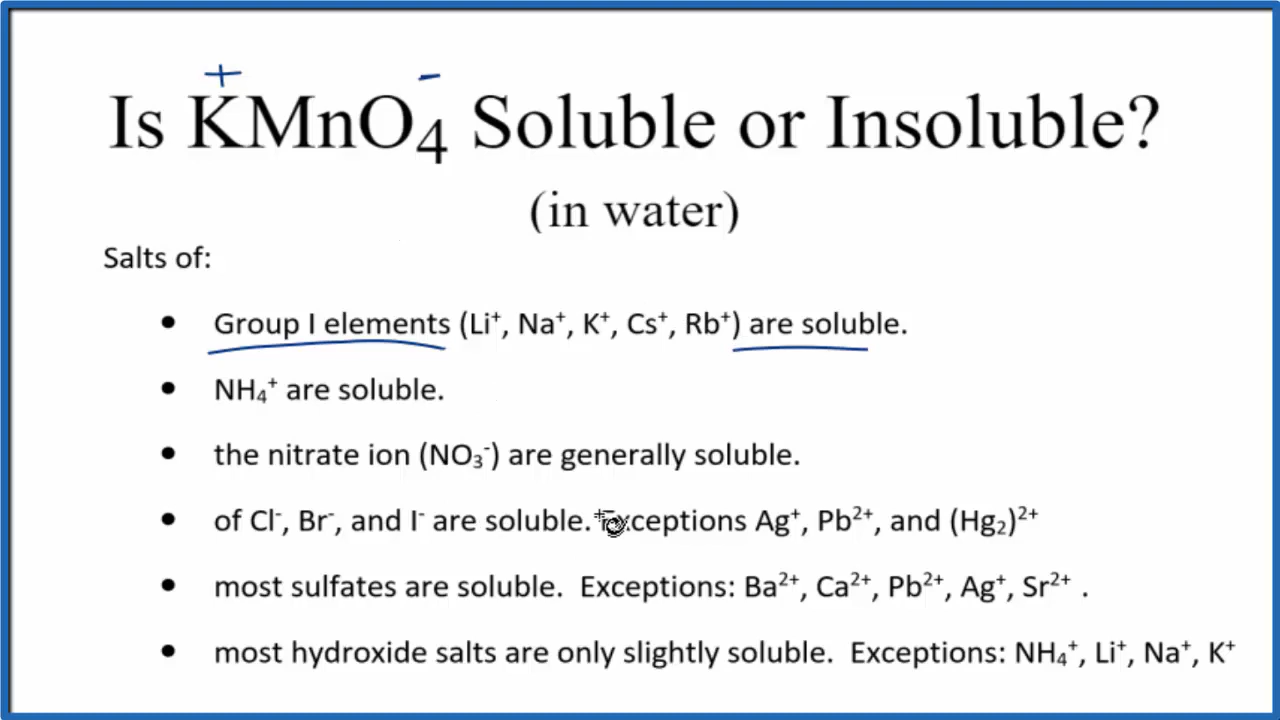 + -
Is KMnO₄ Soluble or Insoluble?
(in water)
Salts of:
• Group I elements (Li⁺, Na⁺, K⁺, Cs⁺, Rb⁺) are soluble.
• NH₄⁺ are soluble.
• the nitrate ion (NO₃⁻) are generally soluble.
• of Cl⁻, Br⁻, and I⁻ are soluble. Exceptions Ag⁺, Pb²⁺, and (Hg₂)²⁺
• most sulfates are soluble. Exceptions: Ba²⁺, Ca²⁺, Pb²⁺, Ag⁺, Sr²⁺ .
• most hydroxide salts are only slightly soluble. Exceptions: NH₄⁺, Li⁺, Na⁺, K⁺